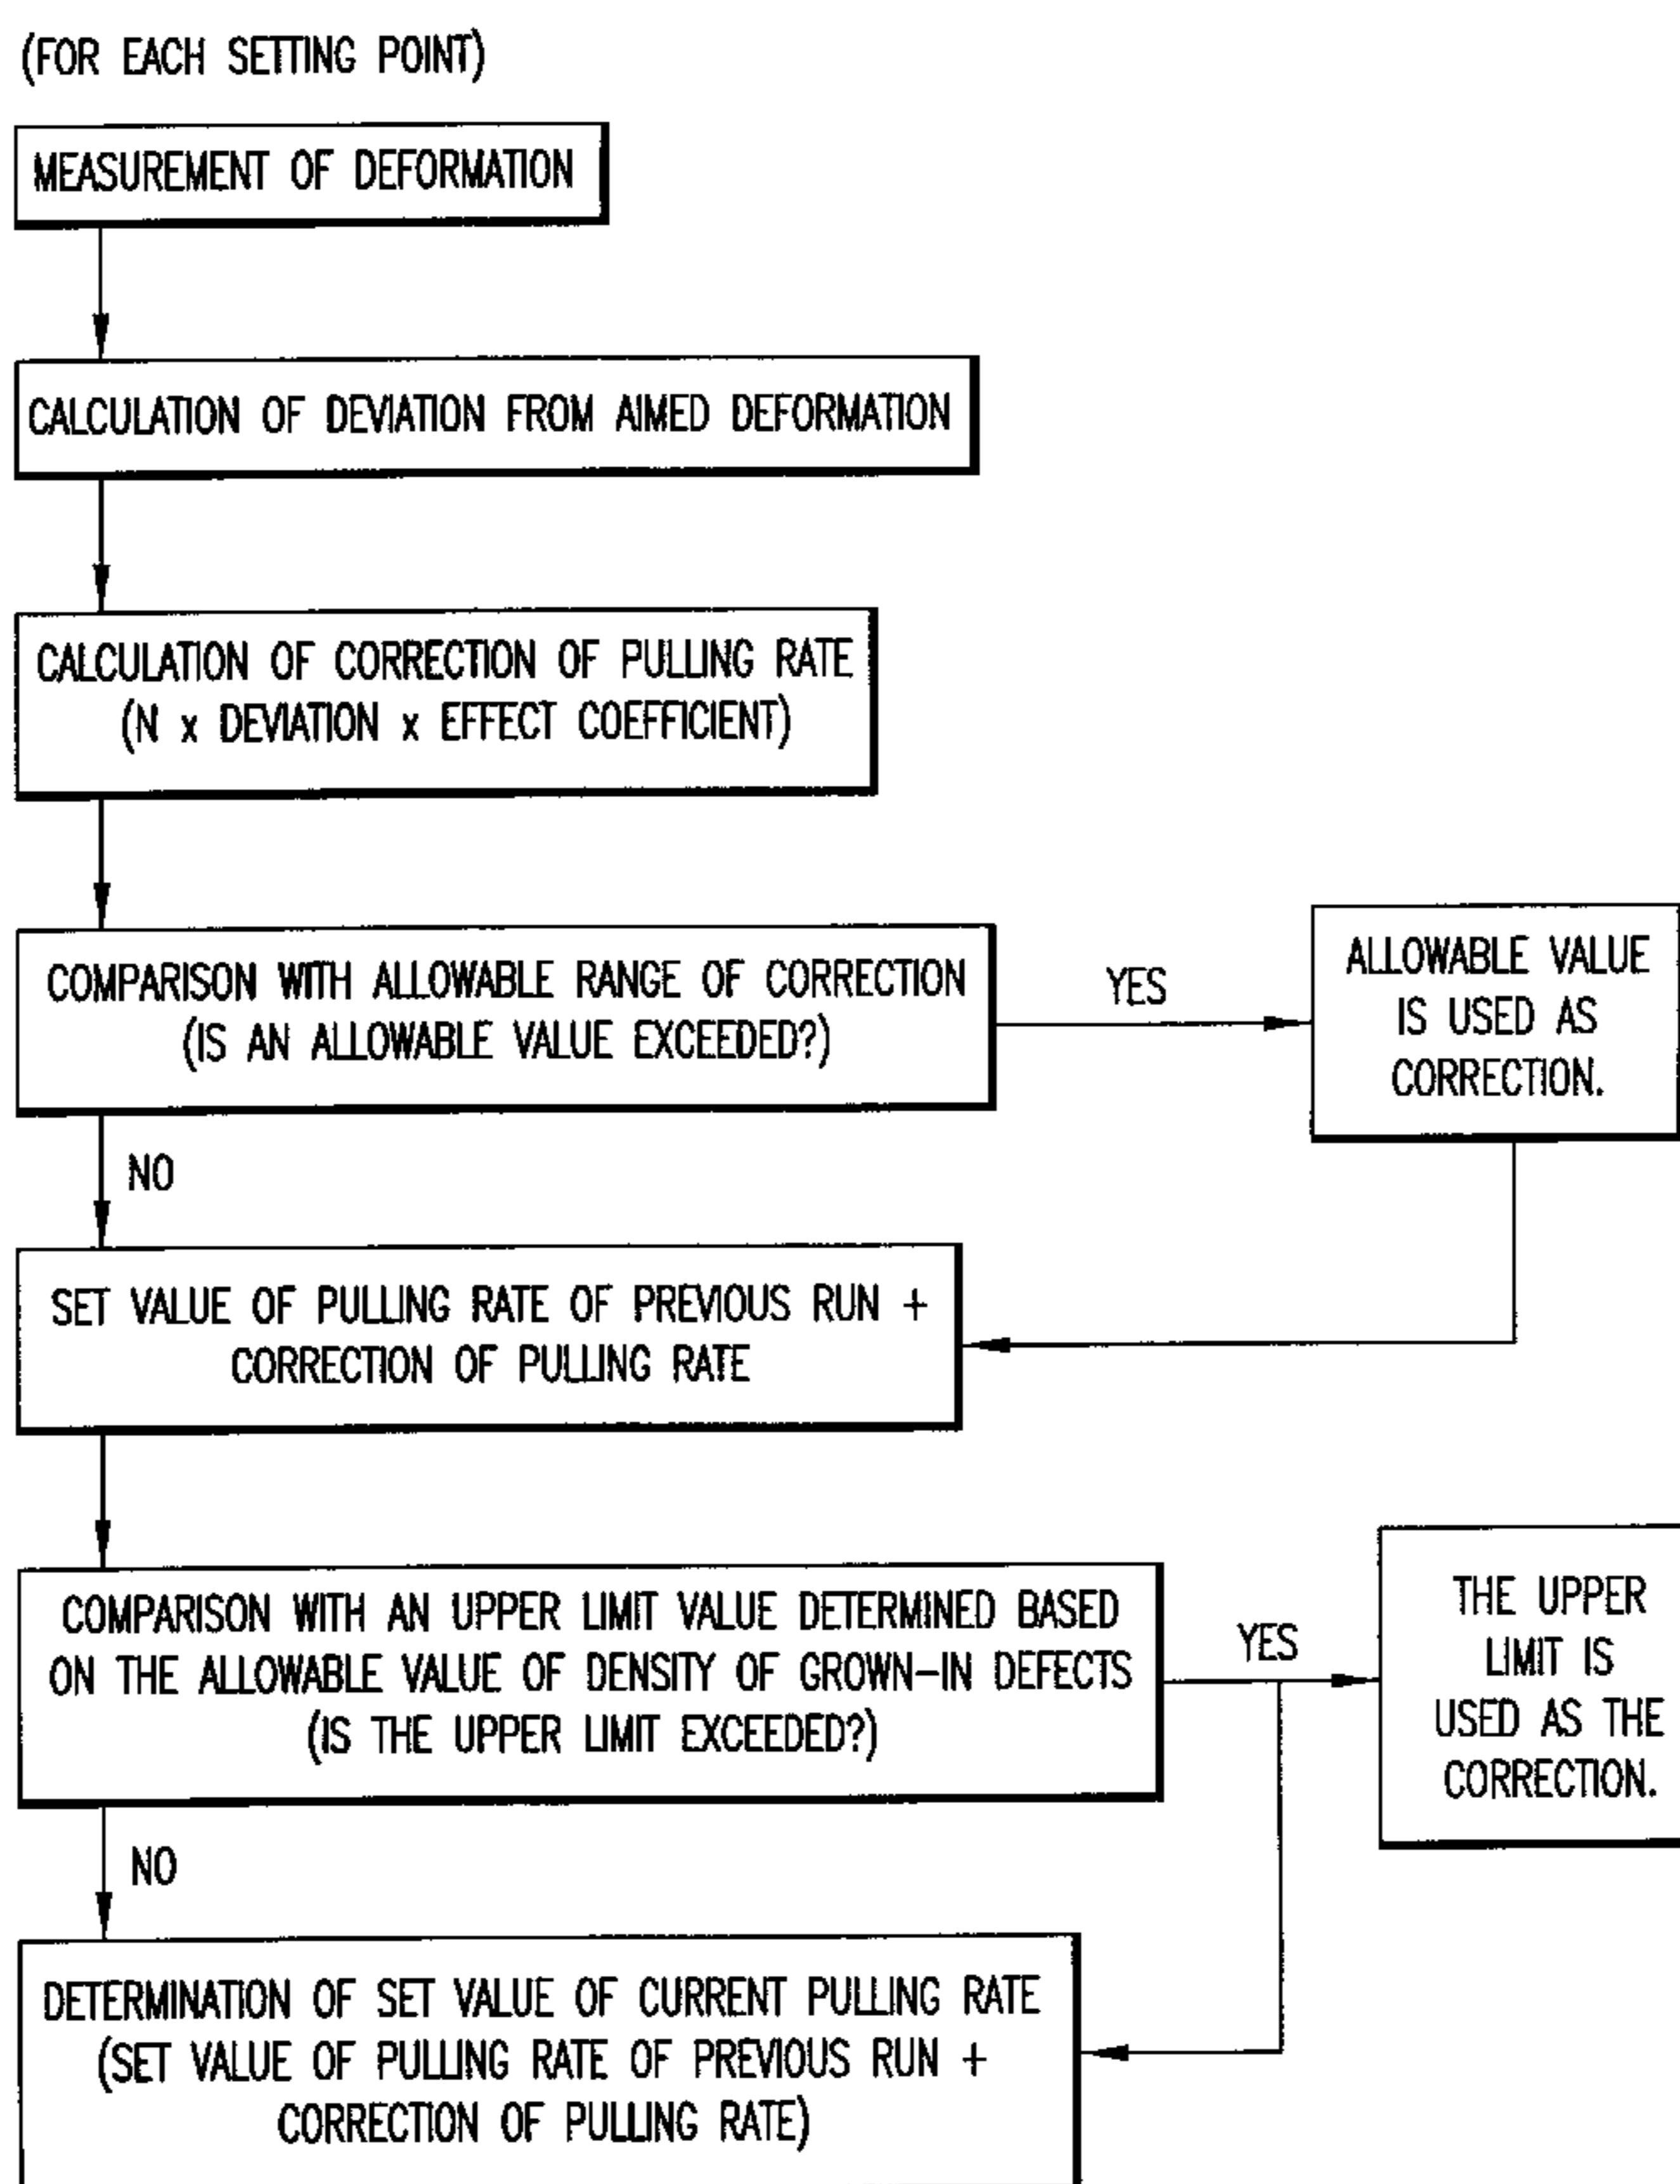 (FOR EACH SETTING POINT)
MEASUREMENT OF DEFORMATION
CALCULATION OF DEVIATION FROM AIMED DEFORMATION
CALCULATION OF CORRECTION OF PULLING RATE
(N x DEVIATION x EFFECT COEFFICIENT)
COMPARISON WITH ALLOWABLE RANGE OF CORRECTION
(IS AN ALLOWABLE VALUE EXCEEDED?)
YES
ALLOWABLE VALUE
IS USED AS
CORRECTION.
NO
SET VALUE OF PULLING RATE OF PREVIOUS RUN +
CORRECTION OF PULLING RATE
COMPARISON WITH AN UPPER LIMIT VALUE DETERMINED BASED
ON THE ALLOWABLE VALUE OF DENSITY OF GROWN-IN DEFECTS
(IS THE UPPER LIMIT EXCEEDED?)
YES
THE UPPER
LIMIT IS
USED AS THE
CORRECTION.
NO
DETERMINATION OF SET VALUE OF CURRENT PULLING RATE
(SET VALUE OF PULLING RATE OF PREVIOUS RUN +
CORRECTION OF PULLING RATE)